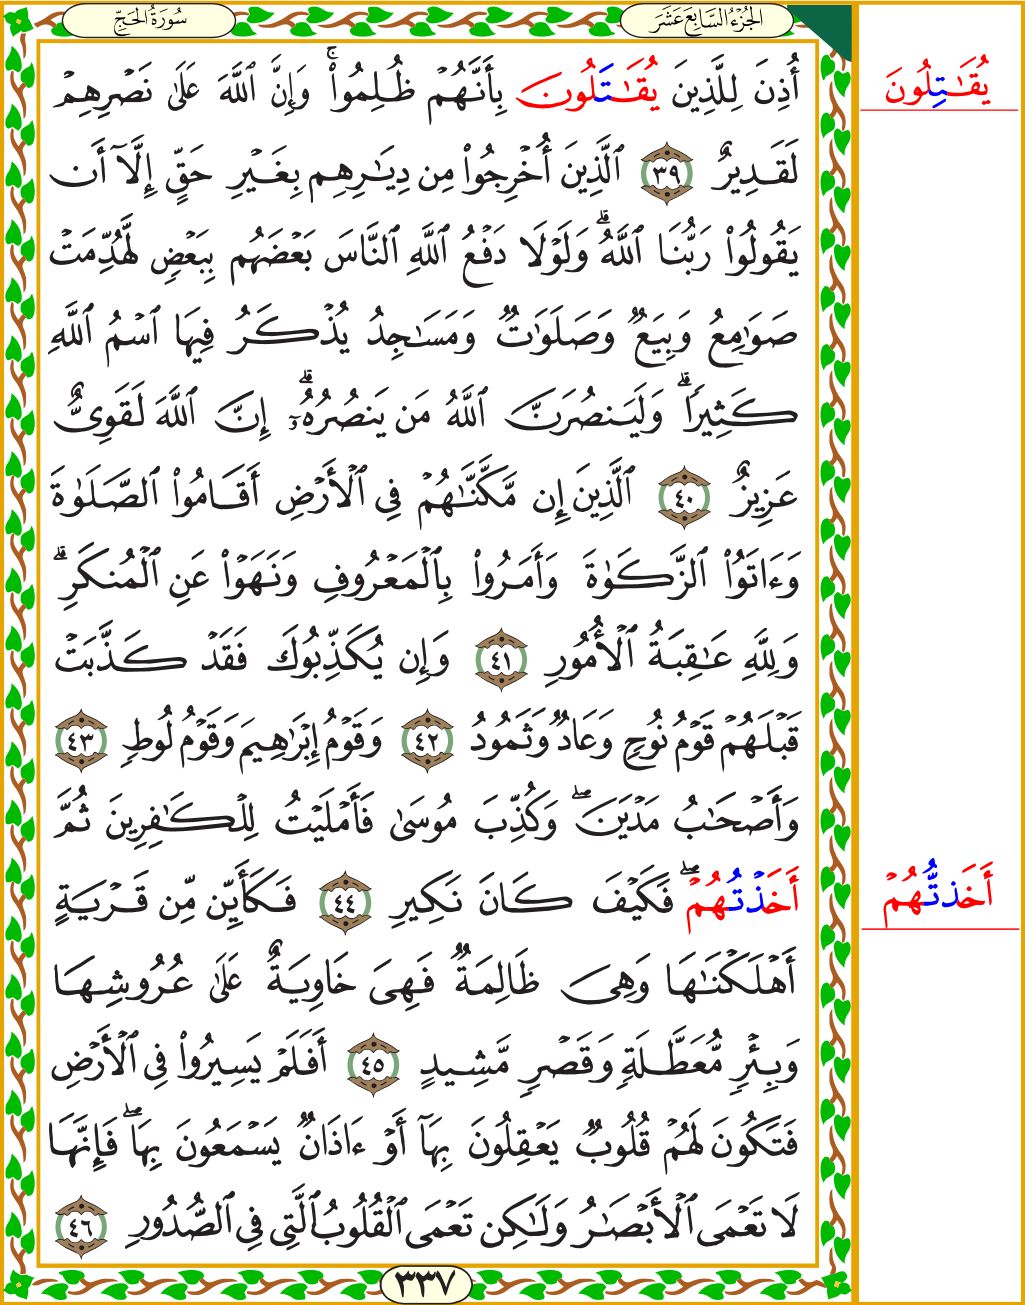 سُورَةُ الحَجِّ
الجُزْءُ السَّابِعَ عَشَرَ
أُذِنَ لِلَّذِينَ يُقَـٰتَلُونَ بِأَنَّهُمۡ ظُلِمُواْۚ وَإِنَّ ٱللَّهَ عَلَىٰ نَصۡرِهِمۡ
لَقَدِيرٌ ٣٩ ٱلَّذِينَ أُخۡرِجُواْ مِن دِيَـٰرِهِم بِغَيۡرِ حَقٍّ إِلَّآ أَن
يَقُولُواْ رَبُّنَا ٱللَّهُۗ وَلَوۡلَا دَفۡعُ ٱللَّهِ ٱلنَّاسَ بَعۡضَهُم بِبَعۡضٖ لَّهُدِّمَتۡ
صَوَٰمِعُ وَبِيَعٞ وَصَلَوَٰتٞ وَمَسَـٰجِدُ يُذۡكَرُ فِيهَا ٱسۡمُ ٱللَّهِ
كَثِيرٗاۗ وَلَيَنصُرَنَّ ٱللَّهُ مَن يَنصُرُهُۥٓۗ إِنَّ ٱللَّهَ لَقَوِيٌّ
عَزِيزٌ ٤٠ ٱلَّذِينَ إِن مَّكَّنَّـٰهُمۡ فِي ٱلۡأَرۡضِ أَقَامُواْ ٱلصَّلَوٰةَ
وَءَاتَوُاْ ٱلزَّكَوٰةَ وَأَمَرُواْ بِٱلۡمَعۡرُوفِ وَنَهَوۡاْ عَنِ ٱلۡمُنكَرِۗ
وَلِلَّهِ عَـٰقِبَةُ ٱلۡأُمُورِ ٤١ وَإِن يُكَذِّبُوكَ فَقَدۡ كَذَّبَتۡ
قَبۡلَهُمۡ قَوۡمُ نُوحٖ وَعَادٞ وَثَمُودُ ٤٢ وَقَوۡمُ إِبۡرَٰهِيمَ وَقَوۡمُ لُوطٖ ٤٣
وَأَصۡحَـٰبُ مَدۡيَنَۖ وَكُذِّبَ مُوسَىٰ فَأَمۡلَيۡتُ لِلۡكَـٰفِرِينَ ثُمَّ
أَخَذۡتُهُمۡۖ فَكَيۡفَ كَانَ نَكِيرِ ٤٤ فَكَأَيِّن مِّن قَرۡيَةٍ
أَهۡلَكۡنَـٰهَا وَهِيَ ظَالِمَةٞ فَهِيَ خَاوِيَةٌ عَلَىٰ عُرُوشِهَا
وَبِئۡرٖ مُّعَطَّلَةٖ وَقَصۡرٖ مَّشِيدٍ ٤٥ أَفَلَمۡ يَسِيرُواْ فِي ٱلۡأَرۡضِ
فَتَكُونَ لَهُمۡ قُلُوبٞ يَعۡقِلُونَ بِهَآ أَوۡ ءَاذَانٞ يَسۡمَعُونَ بِهَاۖ فَإِنَّهَا
لَا تَعۡمَى ٱلۡأَبۡصَـٰرُ وَلَـٰكِن تَعۡمَى ٱلۡقُلُوبُ ٱلَّتِي فِي ٱلصُّدُورِ ٤٦
٣٣٧
يُقَـٰتِلُونَ
أَخَذتُّهُمۡ